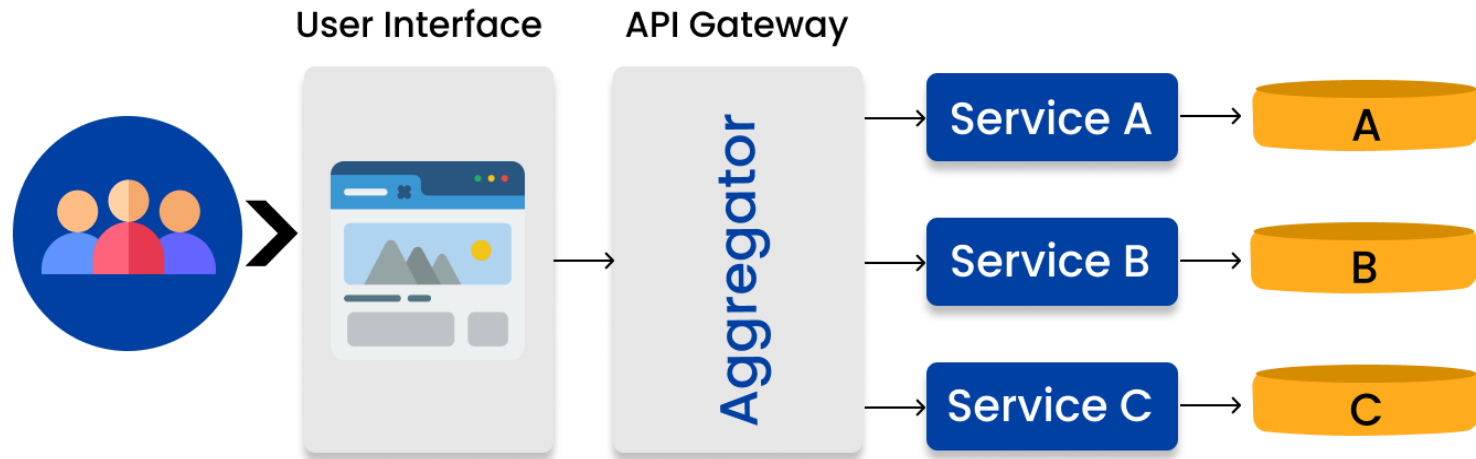 User Interface
API Gateway
Aggregator
Service A
A
Service B
B
Service C
C